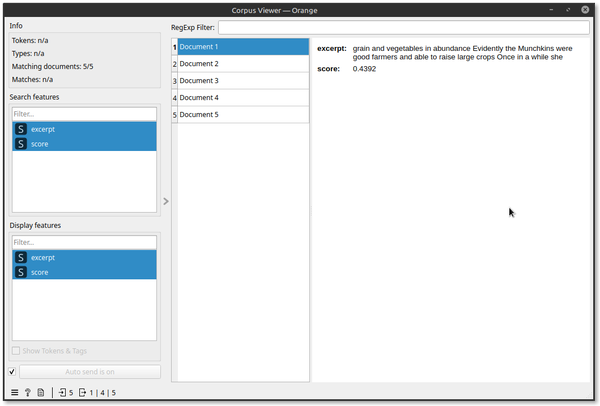 Corpus Viewer — Orange
Info
Tokens: n/a
Types: n/a
Matching documents: 5/5
Matches: n/a
Search features
Filter...
S excerpt
S score
Display features
Filter...
S excerpt
S score
Show Tokens & Tags
Auto send is on
5 1 | 4 | 5
RegExp Filter:
1 Document 1
2 Document 2
3 Document 3
4 Document 4
5 Document 5
excerpt: grain and vegetables in abundance Evidently the Munchkins were
good farmers and able to raise large crops Once in a while she
score: 0.4392